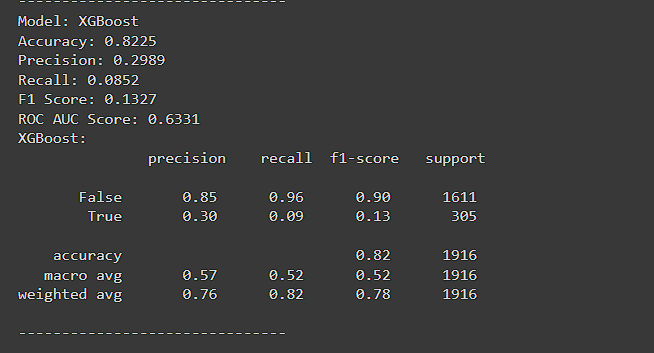 --------------------------------
Model: XGBoost
Accuracy: 0.8225
Precision: 0.2989
Recall: 0.0852
F1 Score: 0.1327
ROC AUC Score: 0.6331
XGBoost:
precision recall f1-score support
False 0.85 0.96 0.90 1611
True 0.30 0.09 0.13 305
accuracy 0.82 1916
macro avg 0.57 0.52 0.52 1916
weighted avg 0.76 0.82 0.78 1916
--------------------------------